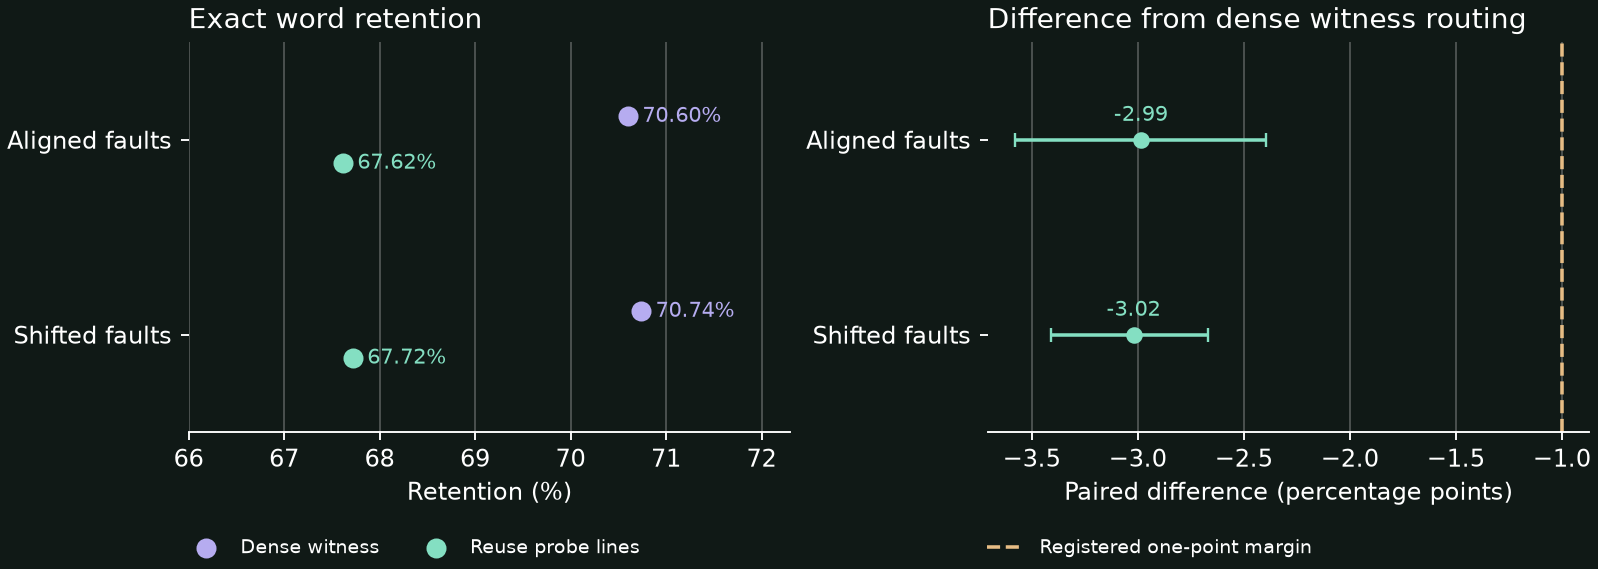 Exact word retention
Aligned faults
70.60%
67.62%
Shifted faults
70.74%
67.72%
66 67 68 69 70 71 72
Retention (%)
Dense witness
Reuse probe lines
Difference from dense witness routing
Aligned faults
-2.99
Shifted faults
-3.02
−3.5 −3.0 −2.5 −2.0 −1.5 −1.0
Paired difference (percentage points)
Registered one-point margin